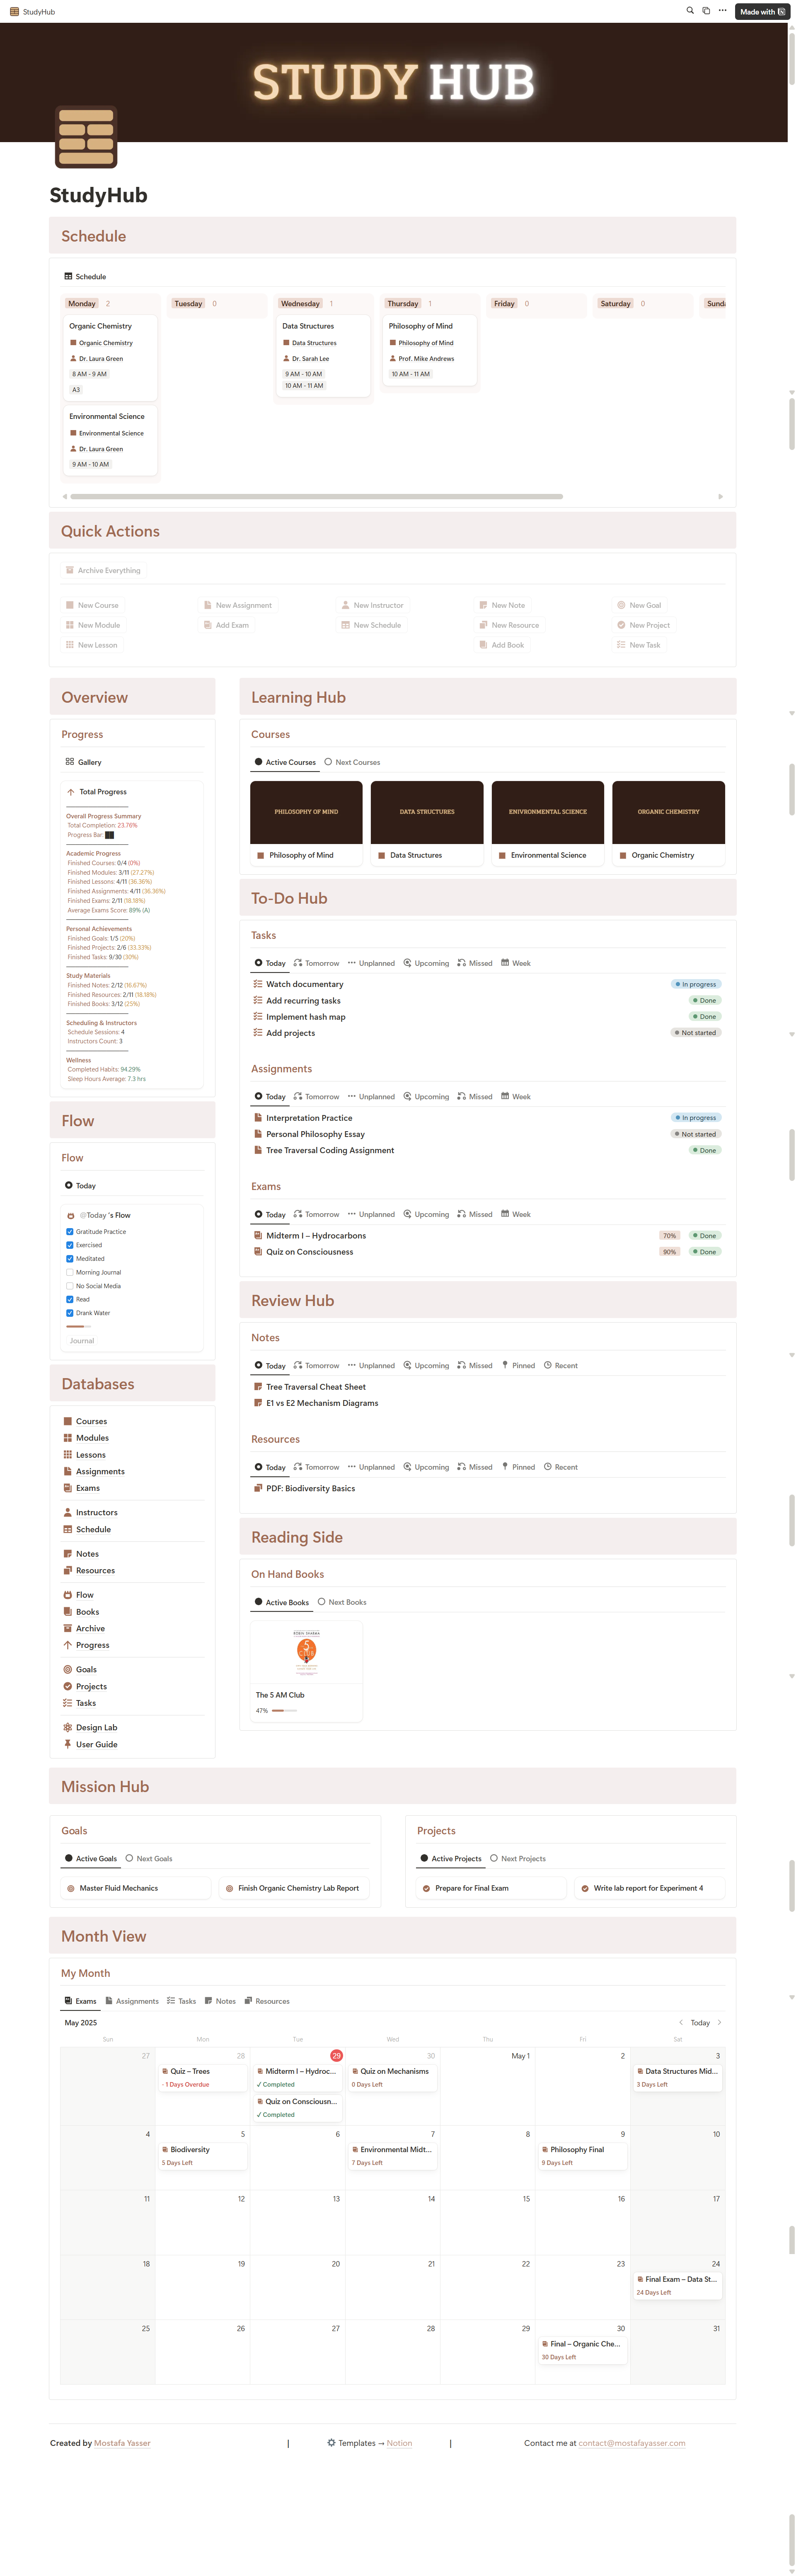 StudyHub
Made with
STUDY HUB
StudyHub
Schedule
Schedule
Monday 2
Organic Chemistry
Organic Chemistry
Dr. Laura Green
8 AM - 9 AM
A3
Environmental Science
Environmental Science
Dr. Laura Green
9 AM - 10 AM
Tuesday 0
Wednesday 1
Data Structures
Data Structures
Dr. Sarah Lee
9 AM - 10 AM
10 AM - 11 AM
Thursday 1
Philosophy of Mind
Philosophy of Mind
Prof. Mike Andrews
10 AM - 11 AM
Friday 0
Saturday 0
Sunda
Quick Actions
Archive Everything
New Course
New Module
New Lesson
New Assignment
Add Exam
New Instructor
New Schedule
New Note
New Resource
Add Book
New Goal
New Project
New Task
Overview
Progress
Gallery
Total Progress
Overall Progress Summary
Total Completion: 23.76%
Progress Bar:
Academic Progress
Finished Courses: 0/4 (0%)
Finished Modules: 3/11 (27.27%)
Finished Lessons: 4/11 (36.36%)
Finished Assignments: 4/11 (36.36%)
Finished Exams: 2/11 (18.18%)
Average Exams Score: 89% (A)
Personal Achievements
Finished Goals: 1/5 (20%)
Finished Projects: 2/6 (33.33%)
Finished Tasks: 9/30 (30%)
Study Materials
Finished Notes: 2/12 (16.67%)
Finished Resources: 2/11 (18.18%)
Finished Books: 3/12 (25%)
Scheduling & Instructors
Schedule Sessions: 4
Instructors Count: 3
Wellness
Completed Habits: 94.29%
Sleep Hours Average: 7.3 hrs
Flow
Flow
Today
@Today 's Flow
Gratitude Practice
Exercised
Meditated
Morning Journal
No Social Media
Read
Drank Water
Journal
Databases
Courses
Modules
Lessons
Assignments
Exams
Instructors
Schedule
Notes
Resources
Flow
Books
Archive
Progress
Goals
Projects
Tasks
Design Lab
User Guide
Learning Hub
Courses
Active Courses Next Courses
PHILOSOPHY OF MIND
Philosophy of Mind
DATA STRUCTURES
Data Structures
ENIVRONMENTAL SCIENCE
Environmental Science
ORGANIC CHEMISTRY
Organic Chemistry
To-Do Hub
Tasks
Today Tomorrow Unplanned Upcoming Missed Week
Watch documentary In progress
Add recurring tasks Done
Implement hash map Done
Add projects Not started
Assignments
Today Tomorrow Unplanned Upcoming Missed Week
Interpretation Practice In progress
Personal Philosophy Essay Not started
Tree Traversal Coding Assignment Done
Exams
Today Tomorrow Unplanned Upcoming Missed Week
Midterm I – Hydrocarbons 70% Done
Quiz on Consciousness 90% Done
Review Hub
Notes
Today Tomorrow Unplanned Upcoming Missed Pinned Recent
Tree Traversal Cheat Sheet
E1 vs E2 Mechanism Diagrams
Resources
Today Tomorrow Unplanned Upcoming Missed Pinned Recent
PDF: Biodiversity Basics
Reading Side
On Hand Books
Active Books Next Books
ROBIN SHARMA
The 5 AM Club
47%
Mission Hub
Goals
Active Goals Next Goals
Master Fluid Mechanics
Finish Organic Chemistry Lab Report
Projects
Active Projects Next Projects
Prepare for Final Exam
Write lab report for Experiment 4
Month View
My Month
Exams Assignments Tasks Notes Resources
May 2025 Today
Sun Mon Tue Wed Thu Fri Sat
27 28 29 30 May 1 2 3
Quiz – Trees
- 1 Days Overdue
Midterm I – Hydroc...
✓ Completed
Quiz on Consciousn...
✓ Completed
Quiz on Mechanisms
0 Days Left
Data Structures Mid...
3 Days Left
4 5 6 7 8 9 10
Biodiversity
5 Days Left
Environmental Midt...
7 Days Left
Philosophy Final
9 Days Left
11 12 13 14 15 16 17
18 19 20 21 22 23 24
Final Exam – Data St...
24 Days Left
25 26 27 28 29 30 31
Final – Organic Che...
30 Days Left
Created by Mostafa Yasser | Templates → Notion | Contact me at contact@mostafayasser.com